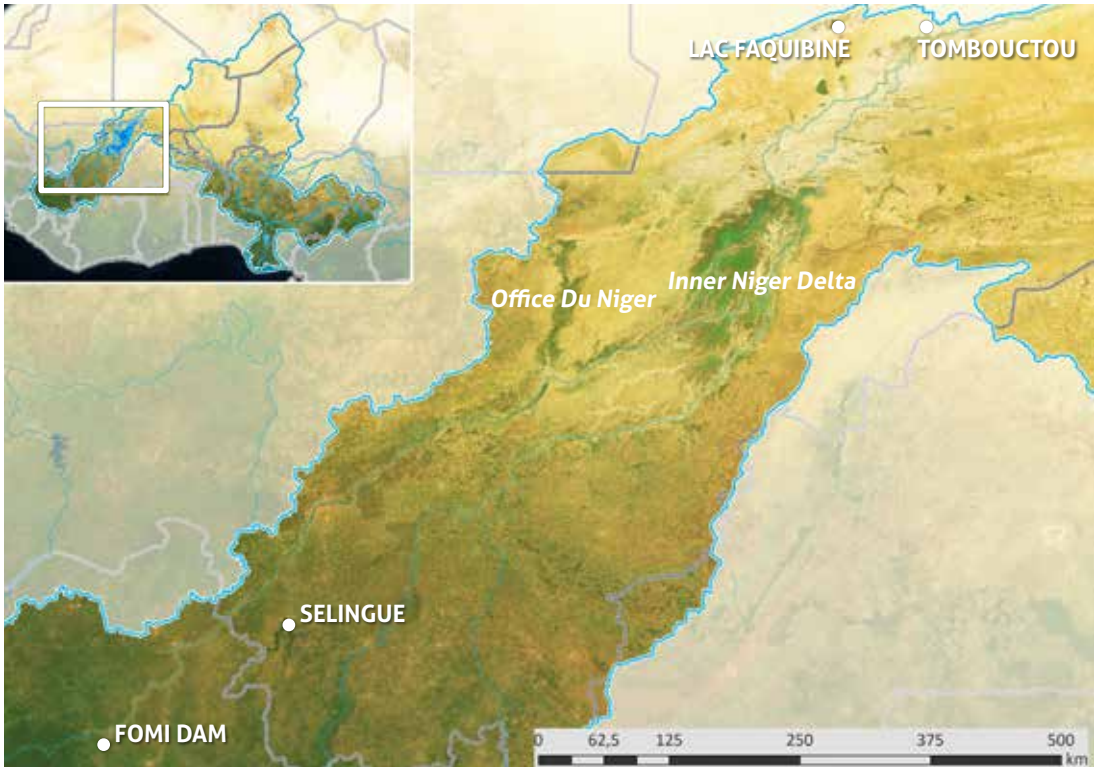 LAC FAQUIBINE
TOMBOUCTOU
Inner Niger Delta
Office Du Niger
SELINGUE
FOMI DAM
0 62,5 125 250 375 500
km